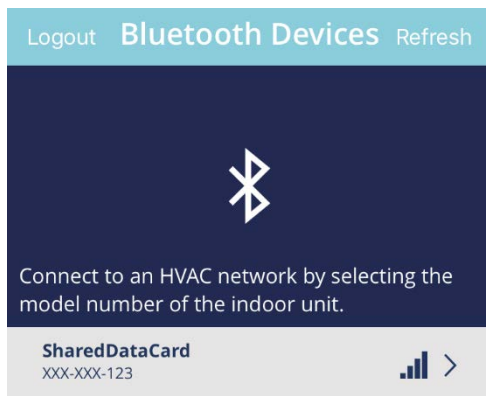 Logout Bluetooth Devices Refresh
Connect to an HVAC network by selecting the
model number of the indoor unit.
SharedDataCard
XXX-XXX-123